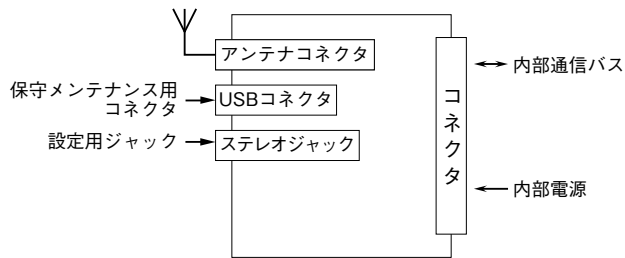 アンテナコネクタ
保守メンテナンス用
コネクタ
USBコネクタ
設定用ジャック
ステレオジャック
コネクタ
内部通信バス
内部電源